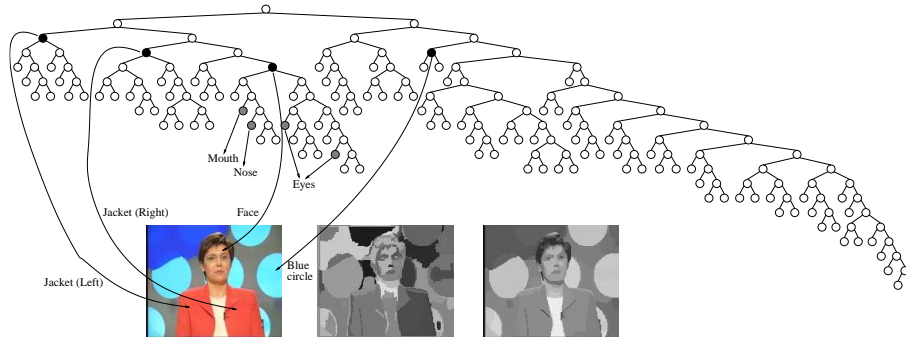 Mouth
Nose
Eyes
Jacket (Right)
Face
Blue
circle
Jacket (Left)